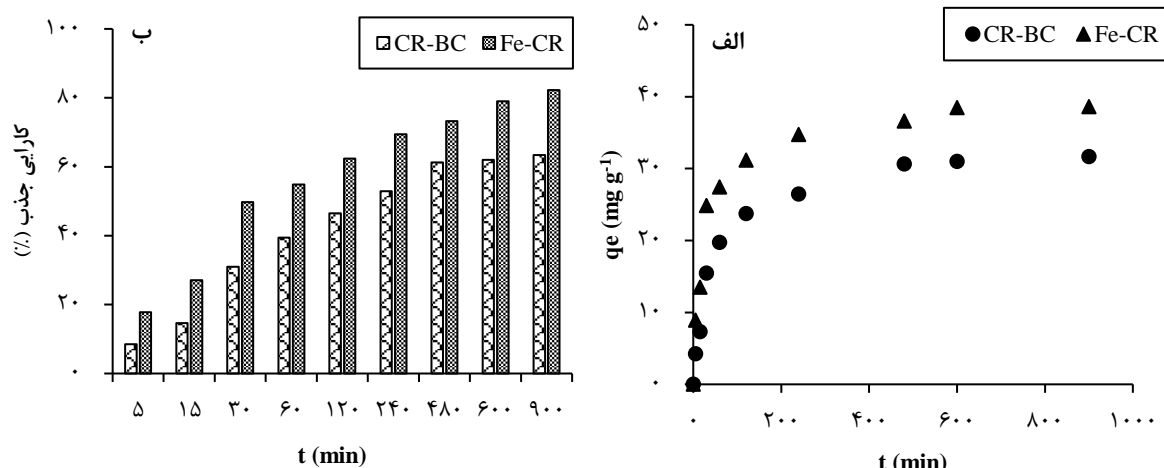 ب
CR-BC Fe-CR
۱۰۰
۸۰
۶۰
۴۰
۲۰
۰
کارایی جذب (٪)
۵ ۱۵ ۳۰ ۶۰ ۱۲۰ ۲۴۰ ۴۸۰ ۶۰۰ ۹۰۰
t (min)
الف
CR-BC Fe-CR
۵۰
۴۰
۳۰
۲۰
۱۰
۰
qe (mg g⁻¹)
۰ ۲۰۰ ۴۰۰ ۶۰۰ ۸۰۰ ۱۰۰۰
t (min)